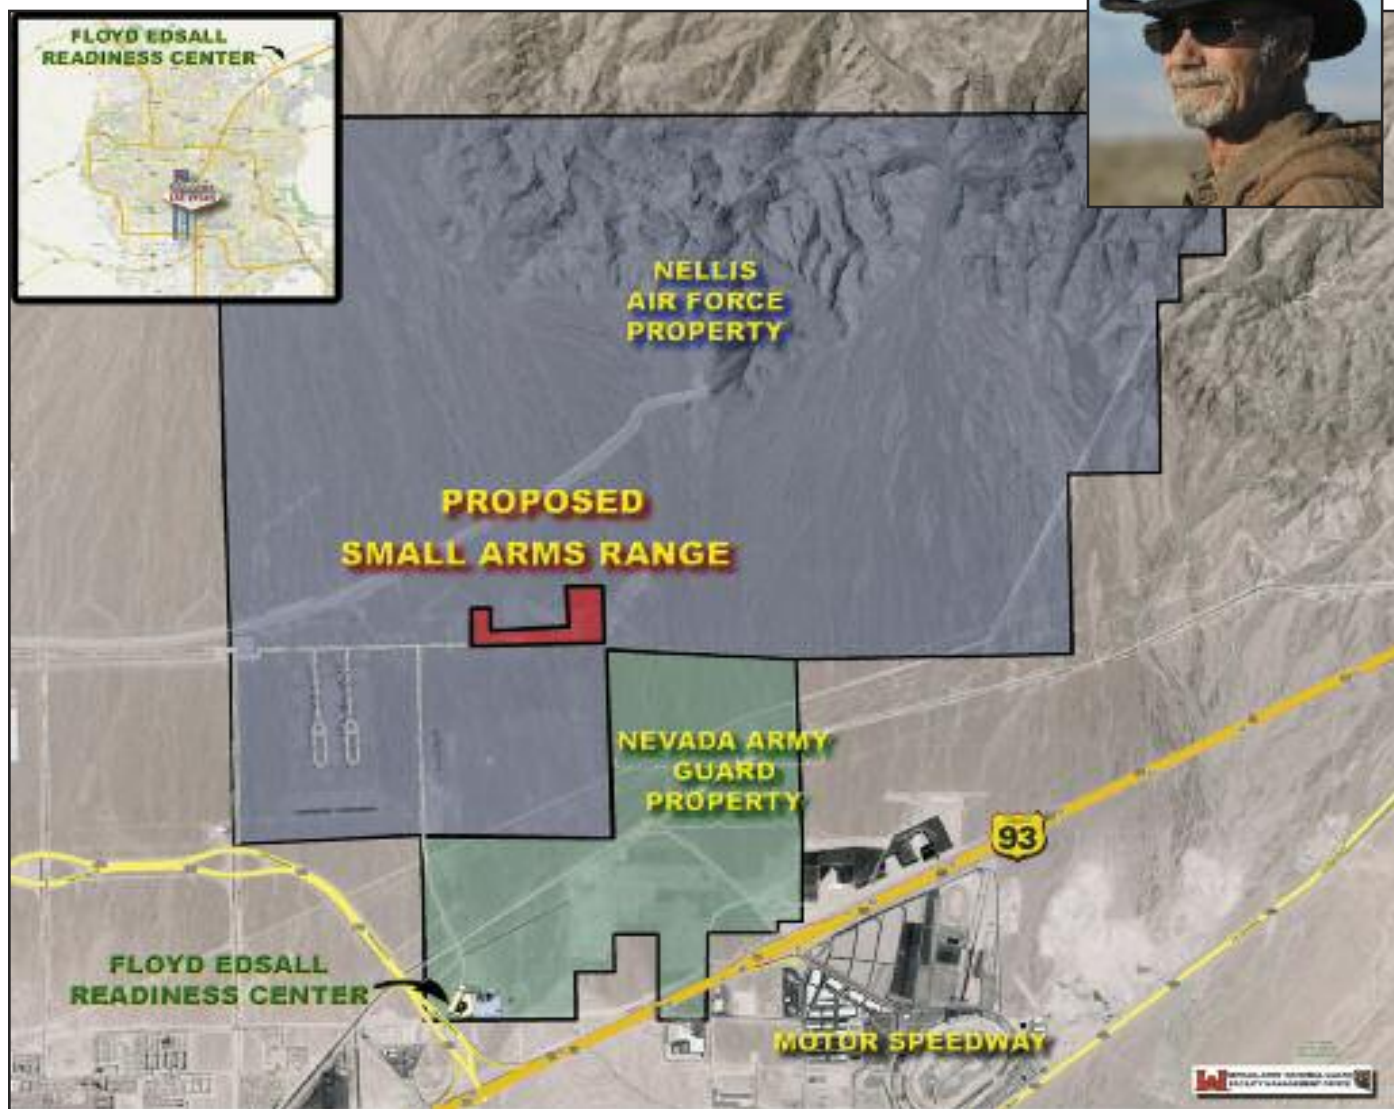 FLOYD EDSALL
READINESS CENTER
NELLIS
AIR FORCE
PROPERTY
PROPOSED
SMALL ARMS RANGE
NEVADA ARMY
GUARD
PROPERTY
93
FLOYD EDSALL
READINESS CENTER
MOTOR SPEEDWAY